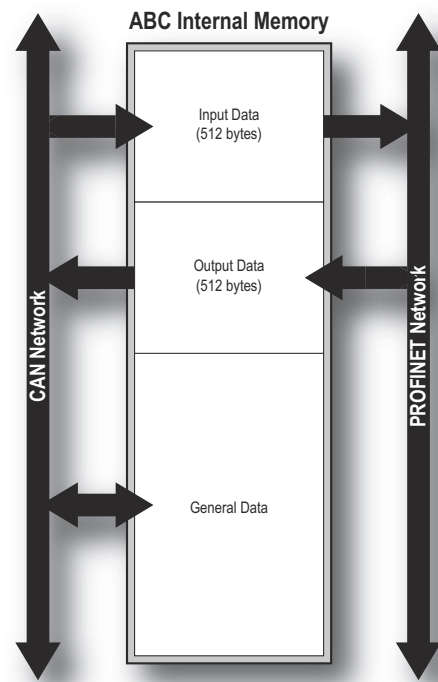 ABC Internal Memory
Input Data
(512 bytes)
Output Data
(512 bytes)
CAN Network
PROFINET Network
General Data